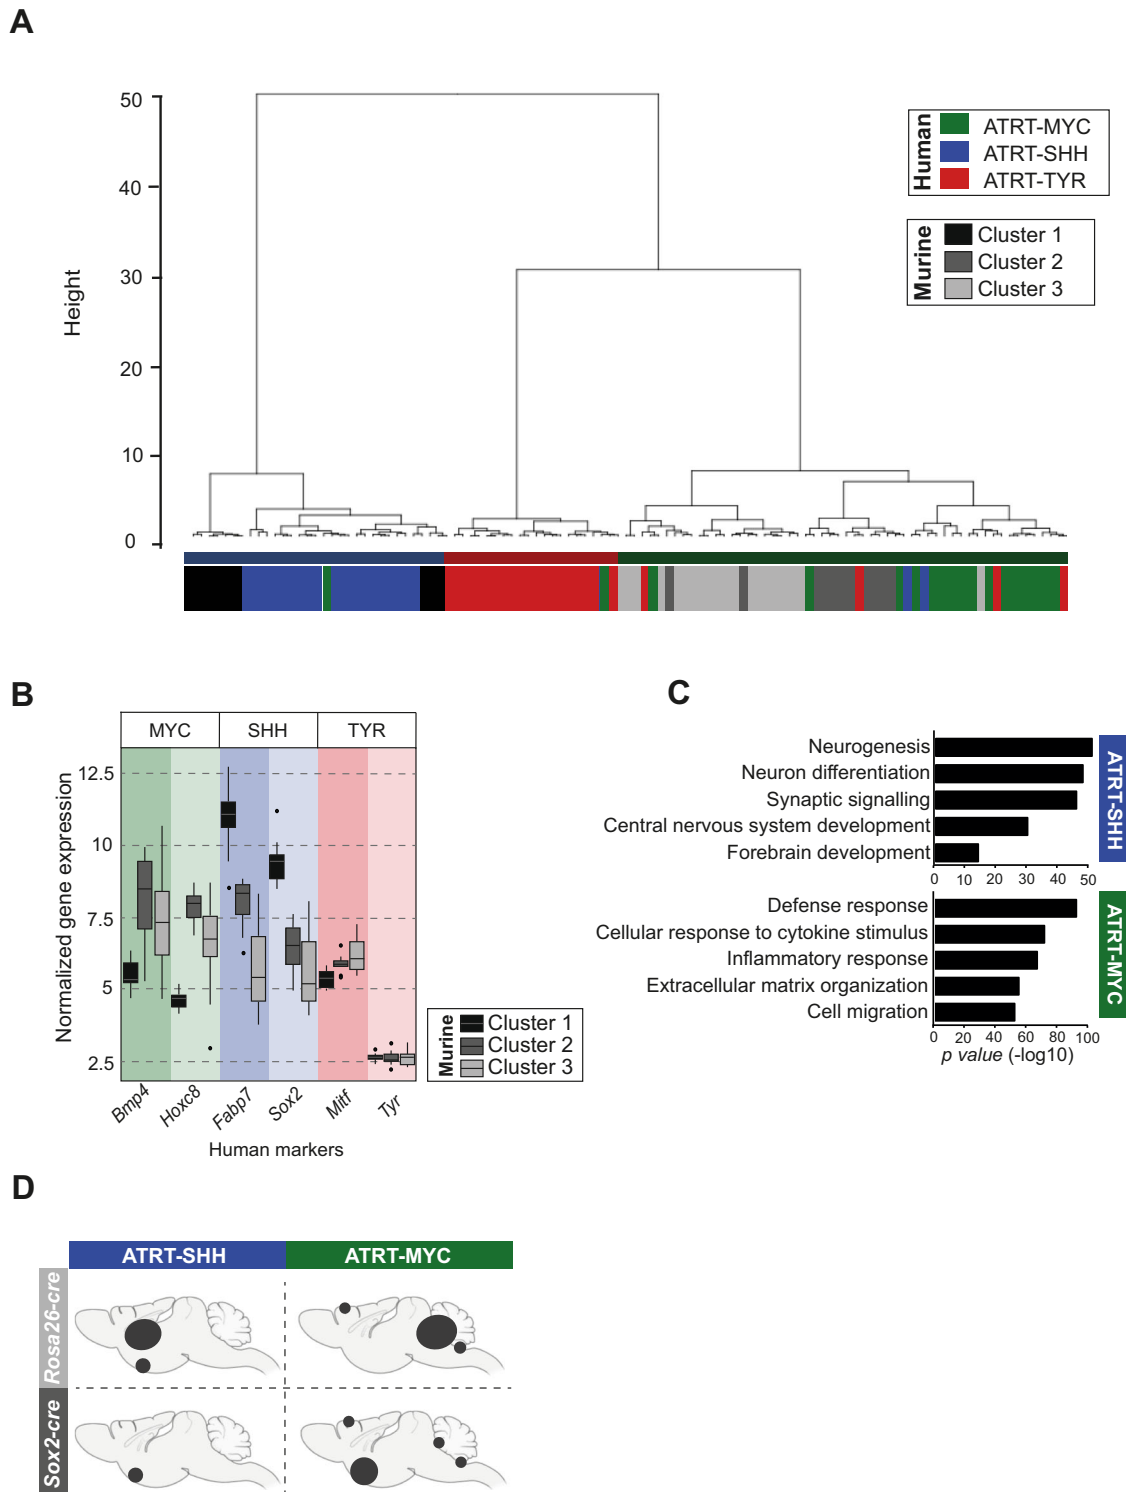 A
50
40
30
20
10
0
Height
Human
ATRT-MYC
ATRT-SHH
ATRT-TYR
Murine
Cluster 1
Cluster 2
Cluster 3
B
MYC SHH TYR
12.5
10
7.5
5
2.5
Normalized gene expression
Bmp4 Hoxc8 Fabp7 Sox2 Mitf Tyr
Human markers
Murine
Cluster 1
Cluster 2
Cluster 3
C
Neurogenesis
Neuron differentiation
Synaptic signalling
Central nervous system development
Forebrain development
0 10 20 30 40 50
ATRT-SHH
Defense response
Cellular response to cytokine stimulus
Inflammatory response
Extracellular matrix organization
Cell migration
0 20 40 60 80 100
p value (-log10)
ATRT-MYC
D
ATRT-SHH ATRT-MYC
Rosa26-cre
Sox2-cre